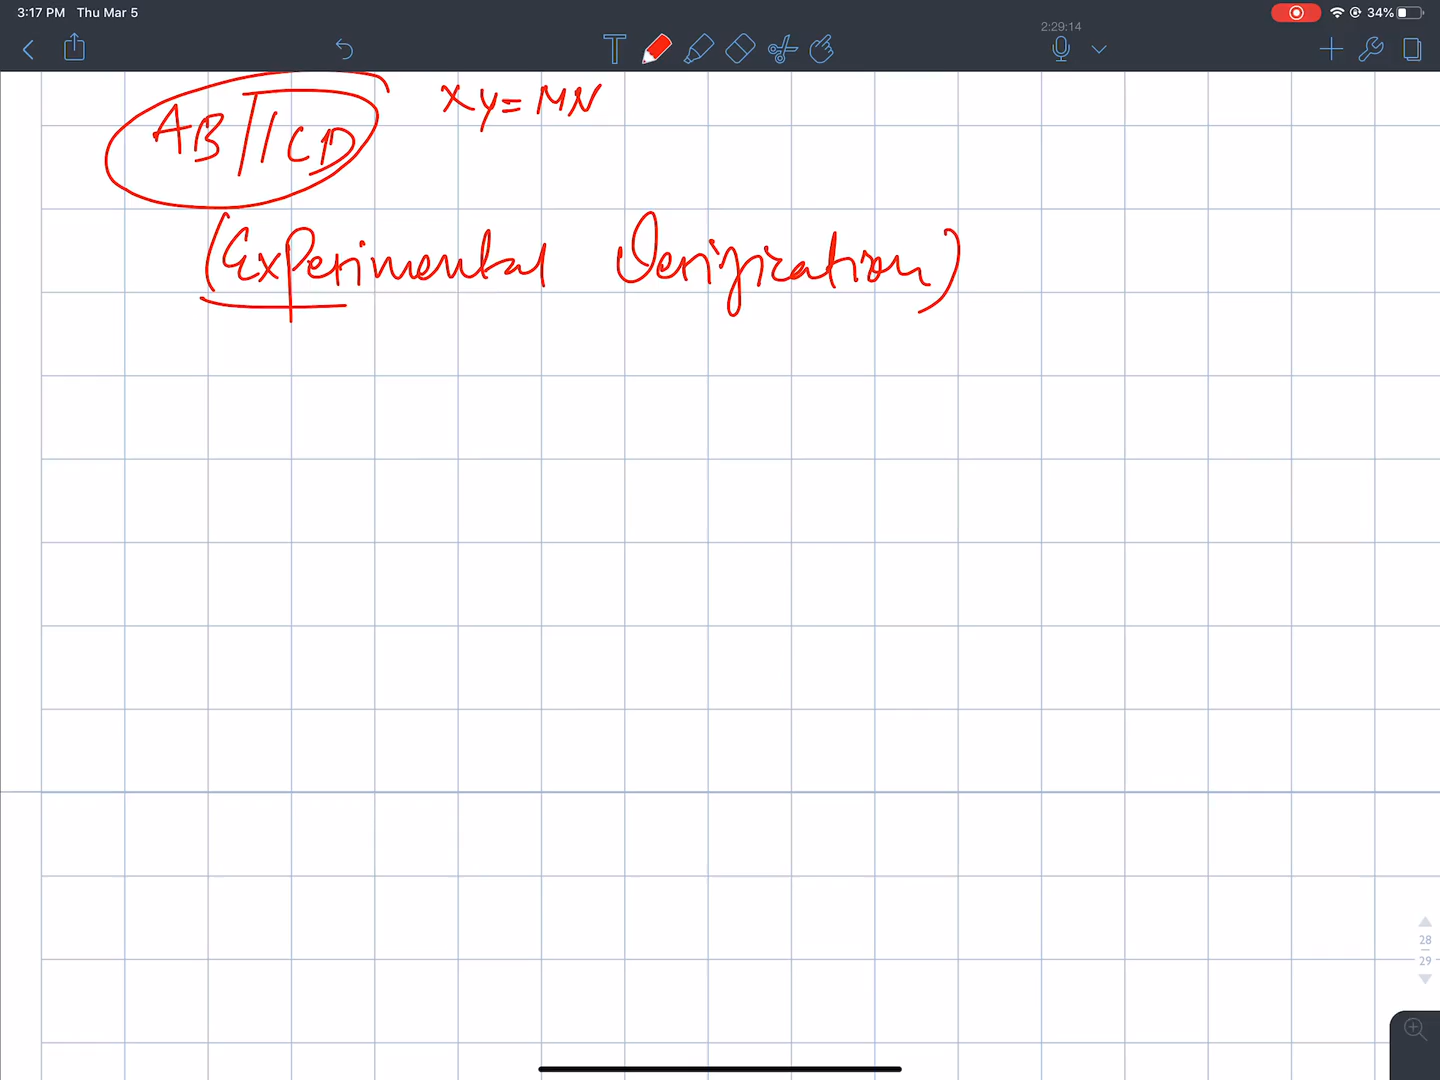 3:17 PM Thu Mar 5
34%
2:29:14
T
AB // CD
XY = MN
(Experimental Verification)
28
29